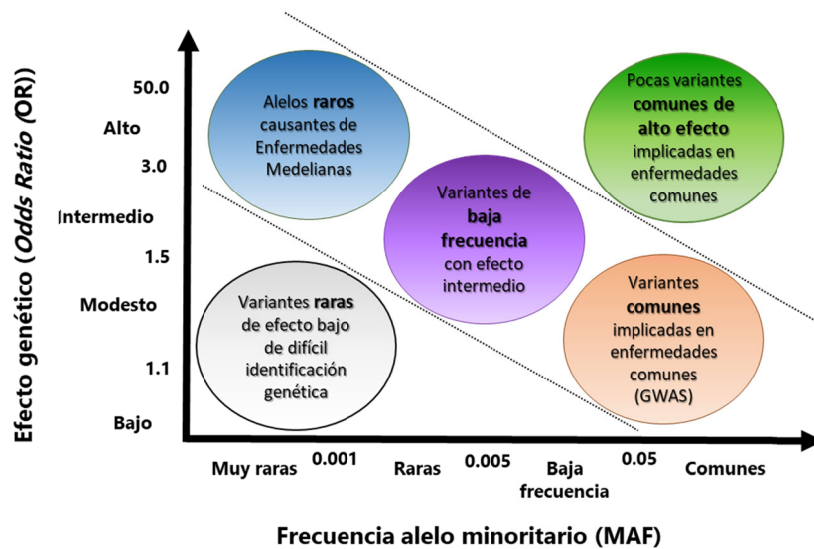 Efecto genético (Odds Ratio (OR))
50.0
Alto
3.0
Intermedio
1.5
Modesto
1.1
Bajo
Alelos raros
causantes de
Enfermedades
Medelianas
Pocas variantes
comunes de
alto efecto
implicadas en
enfermedades
comunes
Variantes de
baja
frecuencia
con efecto
intermedio
Variantes raras
de efecto bajo
de difícil
identificación
genética
Variantes
comunes
implicadas en
enfermedades
comunes
(GWAS)
Muy raras
0.001
Raras
0.005
Baja
frecuencia
0.05
Comunes
Frecuencia alelo minoritario (MAF)